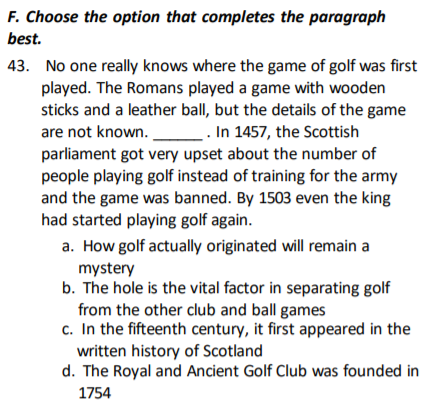 F. Choose the option that completes the paragraph
best.
43. No one really knows where the game of golf was first
played. The Romans played a game with wooden
sticks and a leather ball, but the details of the game
are not known. ______ . In 1457, the Scottish
parliament got very upset about the number of
people playing golf instead of training for the army
and the game was banned. By 1503 even the king
had started playing golf again.
a. How golf actually originated will remain a
mystery
b. The hole is the vital factor in separating golf
from the other club and ball games
c. In the fifteenth century, it first appeared in the
written history of Scotland
d. The Royal and Ancient Golf Club was founded in
1754